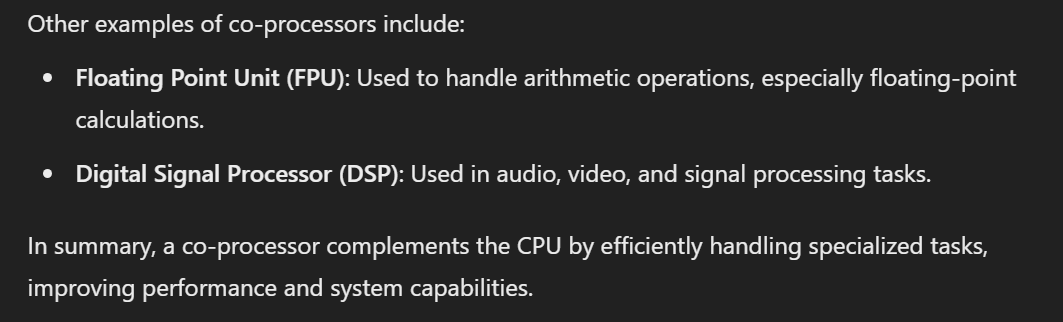 Other examples of co-processors include:
• Floating Point Unit (FPU): Used to handle arithmetic operations, especially floating-point
calculations.
• Digital Signal Processor (DSP): Used in audio, video, and signal processing tasks.
In summary, a co-processor complements the CPU by efficiently handling specialized tasks,
improving performance and system capabilities.